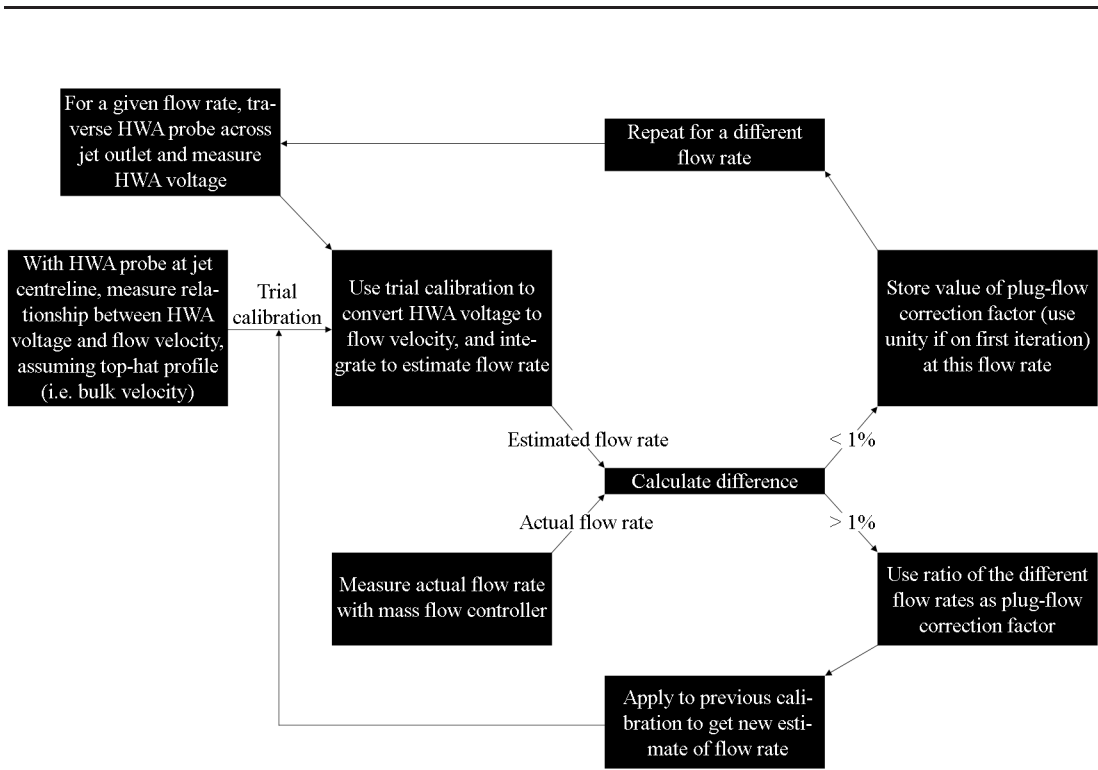 For a given flow rate, tra-
verse HWA probe across
jet outlet and measure
HWA voltage
Repeat for a different
flow rate
With HWA probe at jet
centreline, measure rela-
tionship between HWA
voltage and flow velocity,
assuming top-hat profile
(i.e. bulk velocity)
Trial
calibration
Use trial calibration to
convert HWA voltage to
flow velocity, and inte-
grate to estimate flow rate
Store value of plug-flow
correction factor (use
unity if on first iteration)
at this flow rate
Estimated flow rate
< 1%
Calculate difference
Actual flow rate
> 1%
Measure actual flow rate
with mass flow controller
Use ratio of the different
flow rates as plug-flow
correction factor
Apply to previous cali-
bration to get new esti-
mate of flow rate